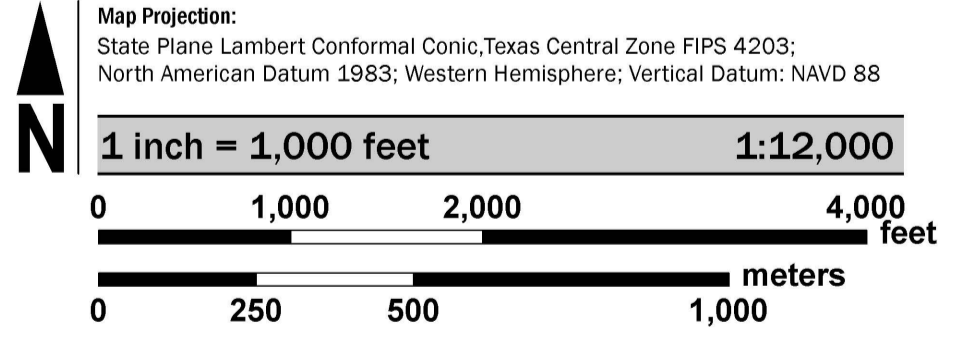 Map Projection:
State Plane Lambert Conformal Conic,Texas Central Zone FIPS 4203;
North American Datum 1983; Western Hemisphere; Vertical Datum: NAVD 88
N
1 inch = 1,000 feet 1:12,000
0 1,000 2,000 4,000
feet
meters
0 250 500 1,000